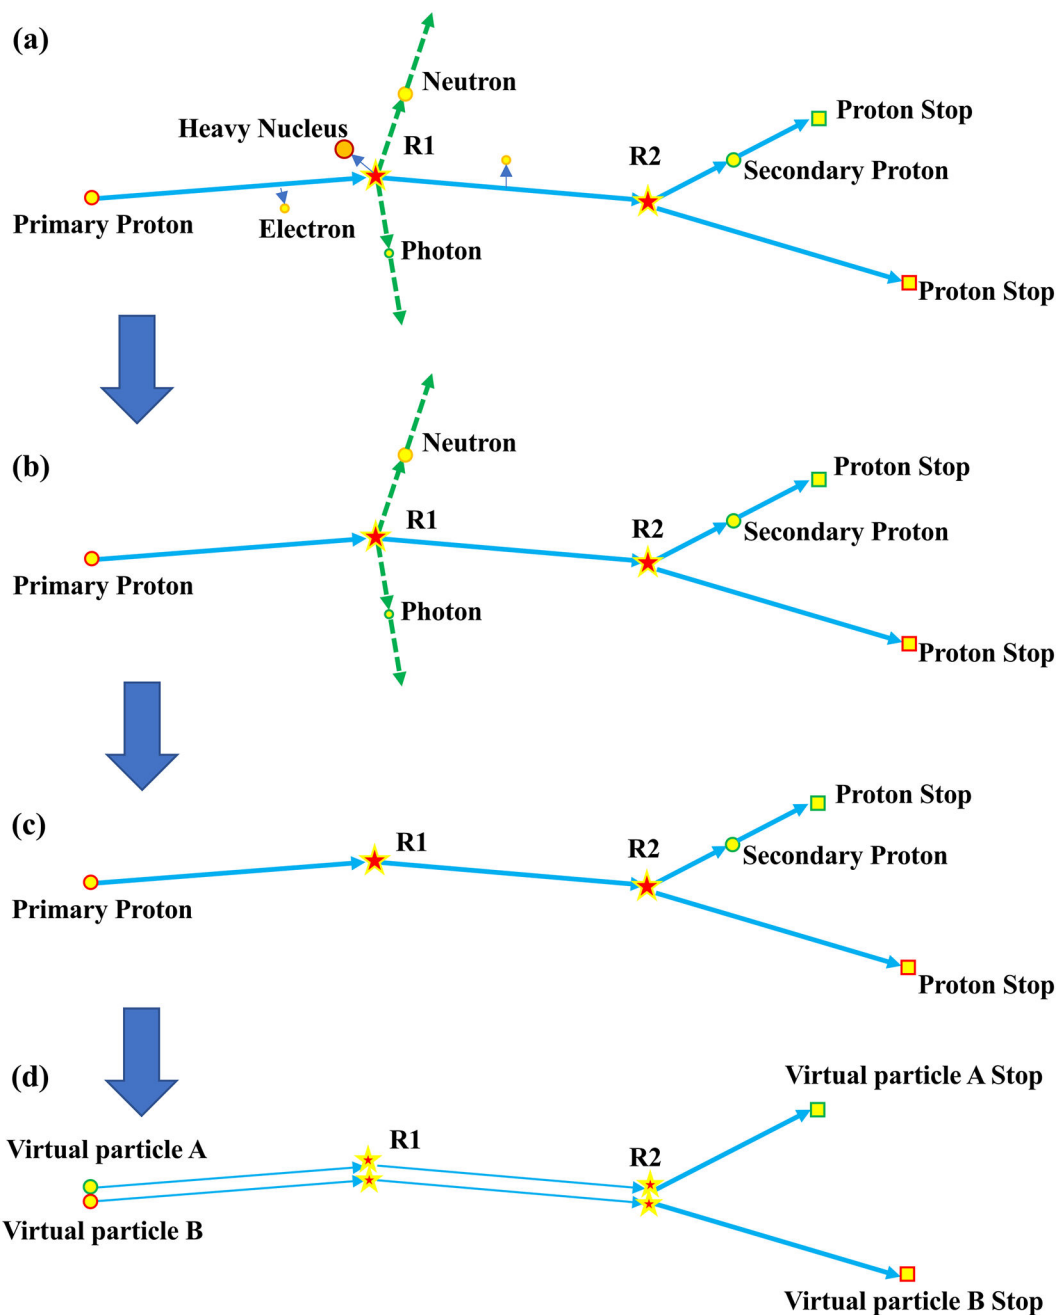 (a)
Neutron
Heavy Nucleus
R1
Proton Stop
R2
Secondary Proton
Primary Proton
Electron
Photon
Proton Stop
(b)
Neutron
Proton Stop
R1
R2
Secondary Proton
Primary Proton
Photon
Proton Stop
(c)
Proton Stop
R1
R2
Secondary Proton
Primary Proton
Proton Stop
(d)
Virtual particle A Stop
Virtual particle A
R1
R2
Virtual particle B
Virtual particle B Stop